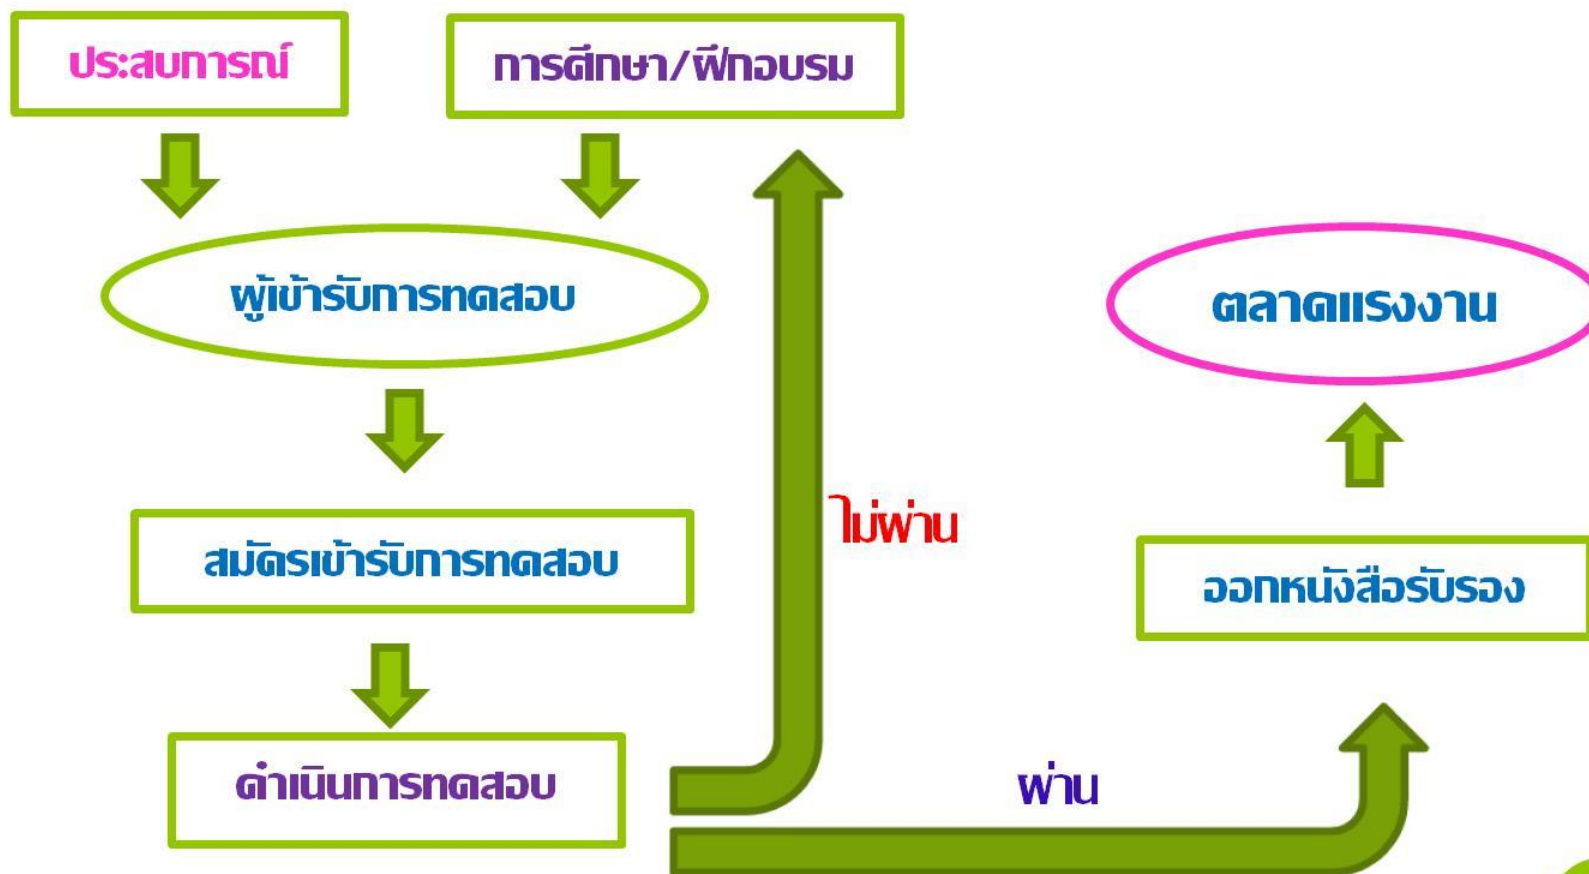 ประสบการณ์
การศึกษา/ฝึกอบรม
ผู้เข้ารับการทดสอบ
ตลาดแรงงาน
ไม่ผ่าน
สมัครเข้ารับการทดสอบ
ออกหนังสือรับรอง
ดำเนินการทดสอบ
ผ่าน